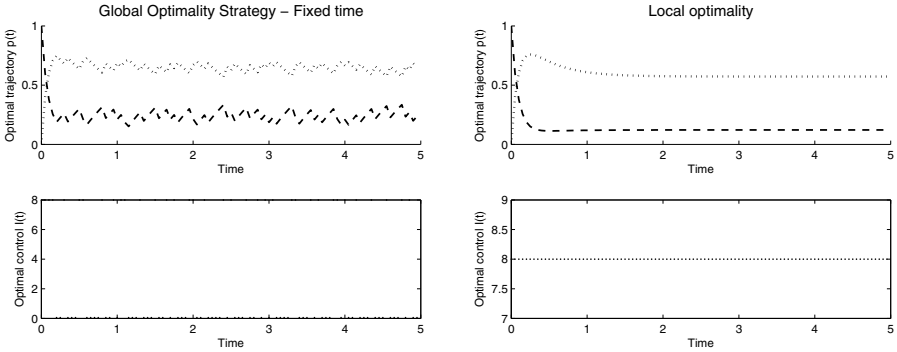 Global Optimality Strategy – Fixed time
Optimal trajectory p(t)
1
0.5
0
0 1 2 3 4 5
Time
Local optimality
Optimal trajectory p(t)
1
0.5
0
0 1 2 3 4 5
Time
Optimal control I(t)
8
6
4
2
0
0 1 2 3 4 5
Time
Optimal control I(t)
9
8.5
8
7.5
7
0 1 2 3 4 5
Time